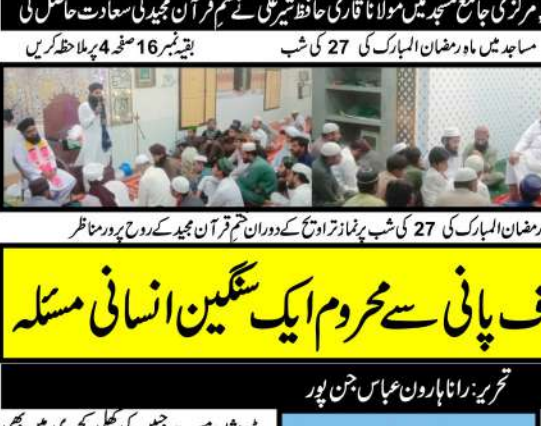 مرکزی جامع مسجد میں مولانا قاری حافظ شیر علی نے ختم قرآن مجید کی سعادت حاصل کی
مساجد میں ماہ رمضان المبارک کی 27 کی شب
بقیہ نمبر 16 صفحہ 4 پر ملاحظہ کریں
رمضان المبارک کی 27 کی شب پر نماز تراویح کے دوران ختم قرآن مجید کے روح پرور مناظر
پانی سے محروم ایک سنگین انسانی مسئلہ
تحریر: رانا ہارون عباس جن پور